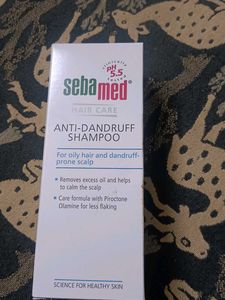 pH
5.5
sebamed®
HAIR CARE
ANTI-DANDRUFF
SHAMPOO
For oily hair and dandruff-
prone scalp
• Removes excess oil and helps
to calm the scalp
• Care formula with Piroctone
Olamine for less flaking
SCIENCE FOR HEALTHY SKIN